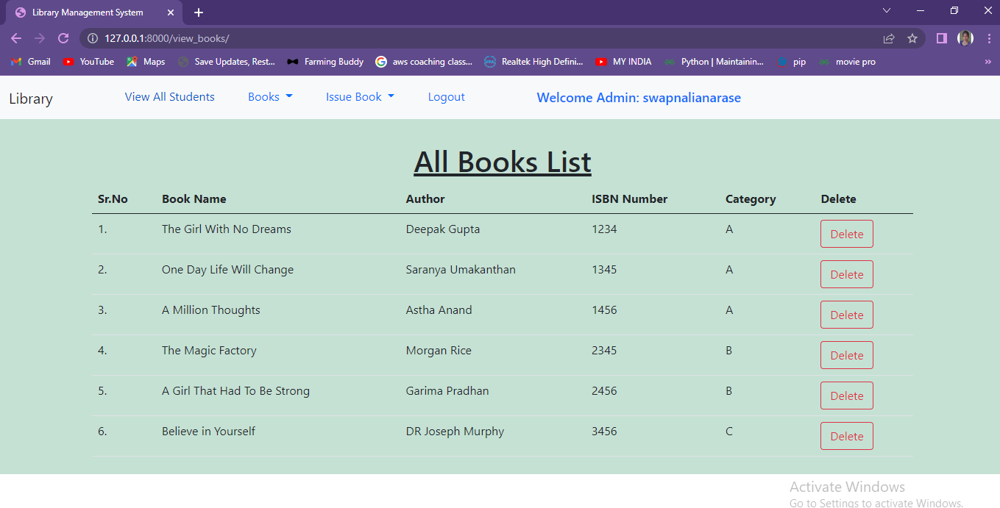 Library Management System
127.0.0.1:8000/view_books/
Gmail YouTube Maps Save Updates, Rest... Farming Buddy aws coaching class... Realtek High Defini... MY INDIA Python | Maintainin... pip movie pro »
Library View All Students Books Issue Book Logout Welcome Admin: swapnalianarase
All Books List
Sr.No Book Name Author ISBN Number Category Delete
1. The Girl With No Dreams Deepak Gupta 1234 A Delete
2. One Day Life Will Change Saranya Umakanthan 1345 A Delete
3. A Million Thoughts Astha Anand 1456 A Delete
4. The Magic Factory Morgan Rice 2345 B Delete
5. A Girl That Had To Be Strong Garima Pradhan 2456 B Delete
6. Believe in Yourself DR Joseph Murphy 3456 C Delete
Activate Windows
Go to Settings to activate Windows.